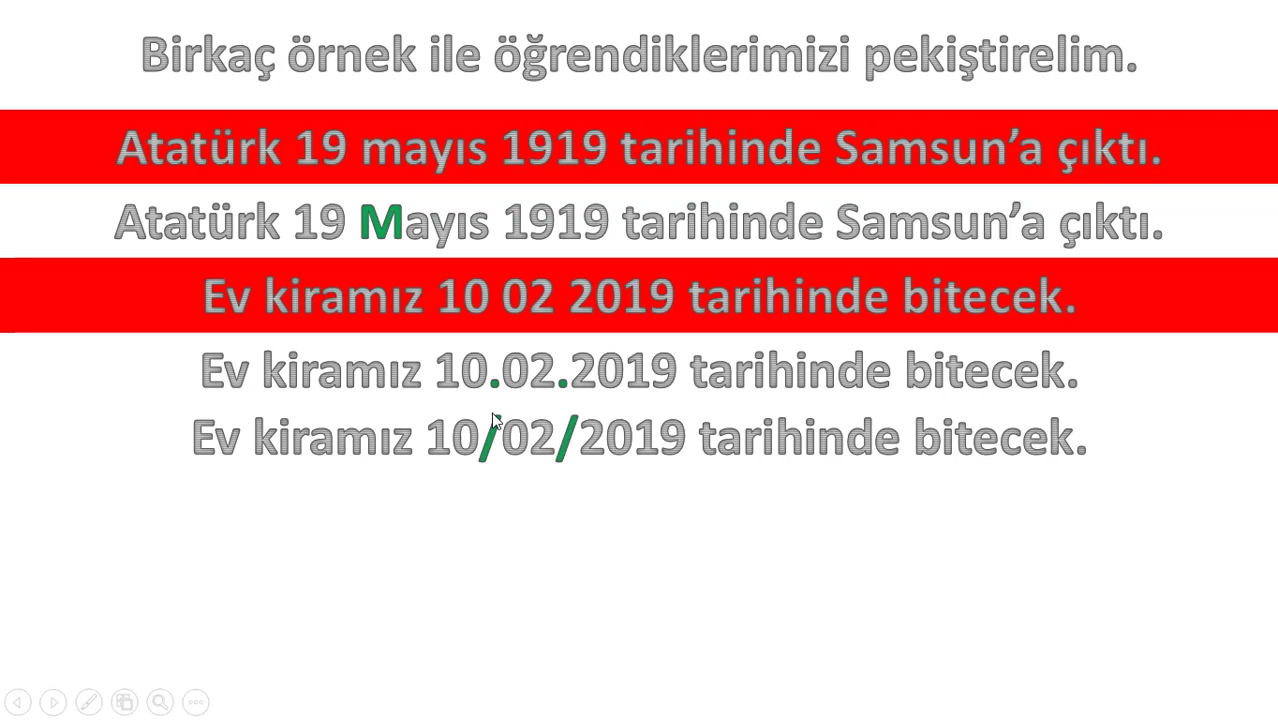 Birkaç örnek ile öğrendiklerimizi pekiştirelim.
Atatürk 19 mayıs 1919 tarihinde Samsun’a çıktı.
Atatürk 19 Mayıs 1919 tarihinde Samsun’a çıktı.
Ev kiramız 10 02 2019 tarihinde bitecek.
Ev kiramız 10.02.2019 tarihinde bitecek.
Ev kiramız 10/02/2019 tarihinde bitecek.